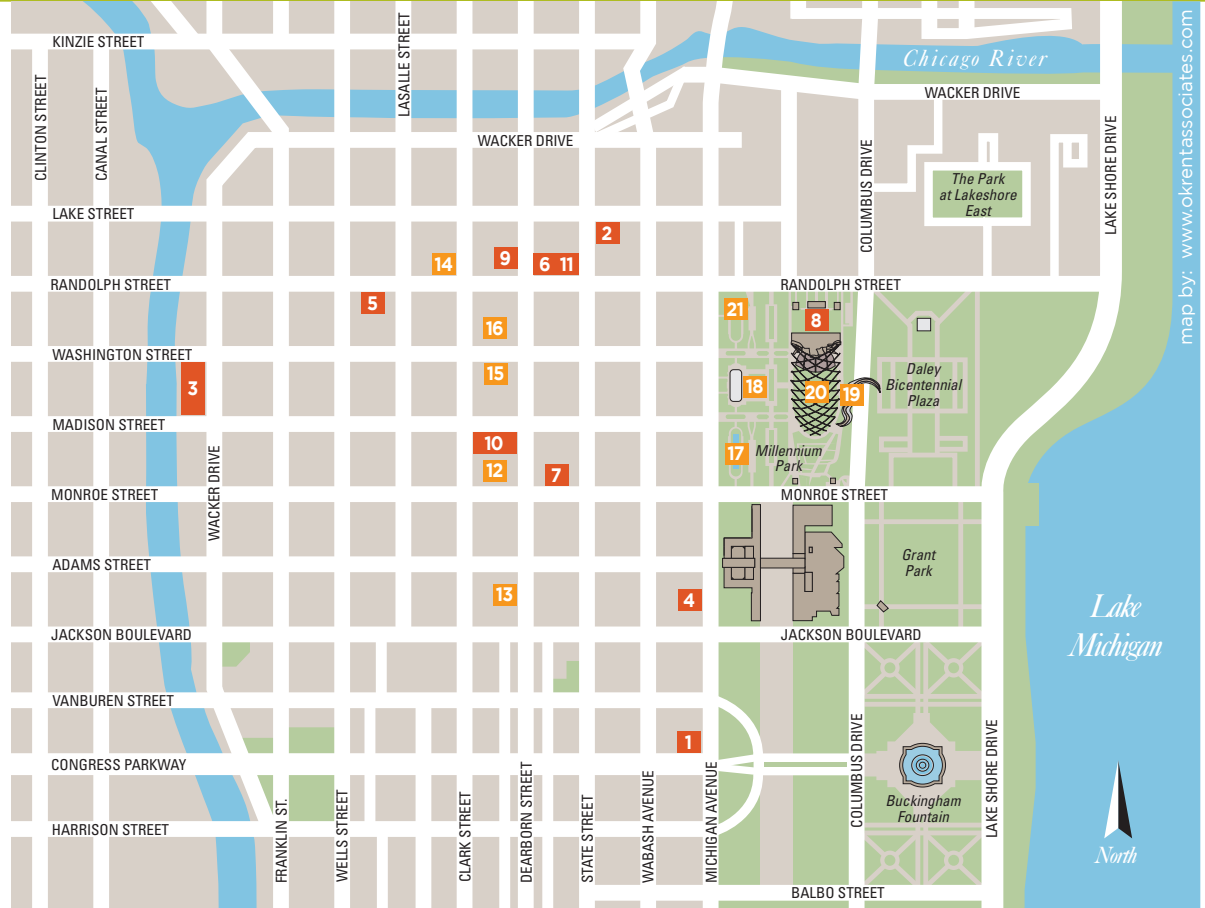 KINZIE STREET
LASALLE STREET
CLINTON STREET
CANAL STREET
Chicago River
WACKER DRIVE
WACKER DRIVE
COLUMBUS DRIVE
LAKE SHORE DRIVE
map by: www.okrentassociates.com
The Park
at Lakeshore
East
LAKE STREET
2
14
9
6 11
RANDOLPH STREET
RANDOLPH STREET
5
16
21
8
WASHINGTON STREET
3
15
18
20
19
Daley
Bicentennial
Plaza
MADISON STREET
10
12
7
17
Millennium
Park
WACKER DRIVE
MONROE STREET
MONROE STREET
ADAMS STREET
13
4
Grant
Park
Lake
Michigan
JACKSON BOULEVARD
JACKSON BOULEVARD
VANBUREN STREET
1
CONGRESS PARKWAY
COLUMBUS DRIVE
LAKE SHORE DRIVE
Buckingham
Fountain
HARRISON STREET
FRANKLIN ST.
WELLS STREET
CLARK STREET
DEARBORN STREET
STATE STREET
WABASH AVENUE
MICHIGAN AVENUE
North
BALBO STREET